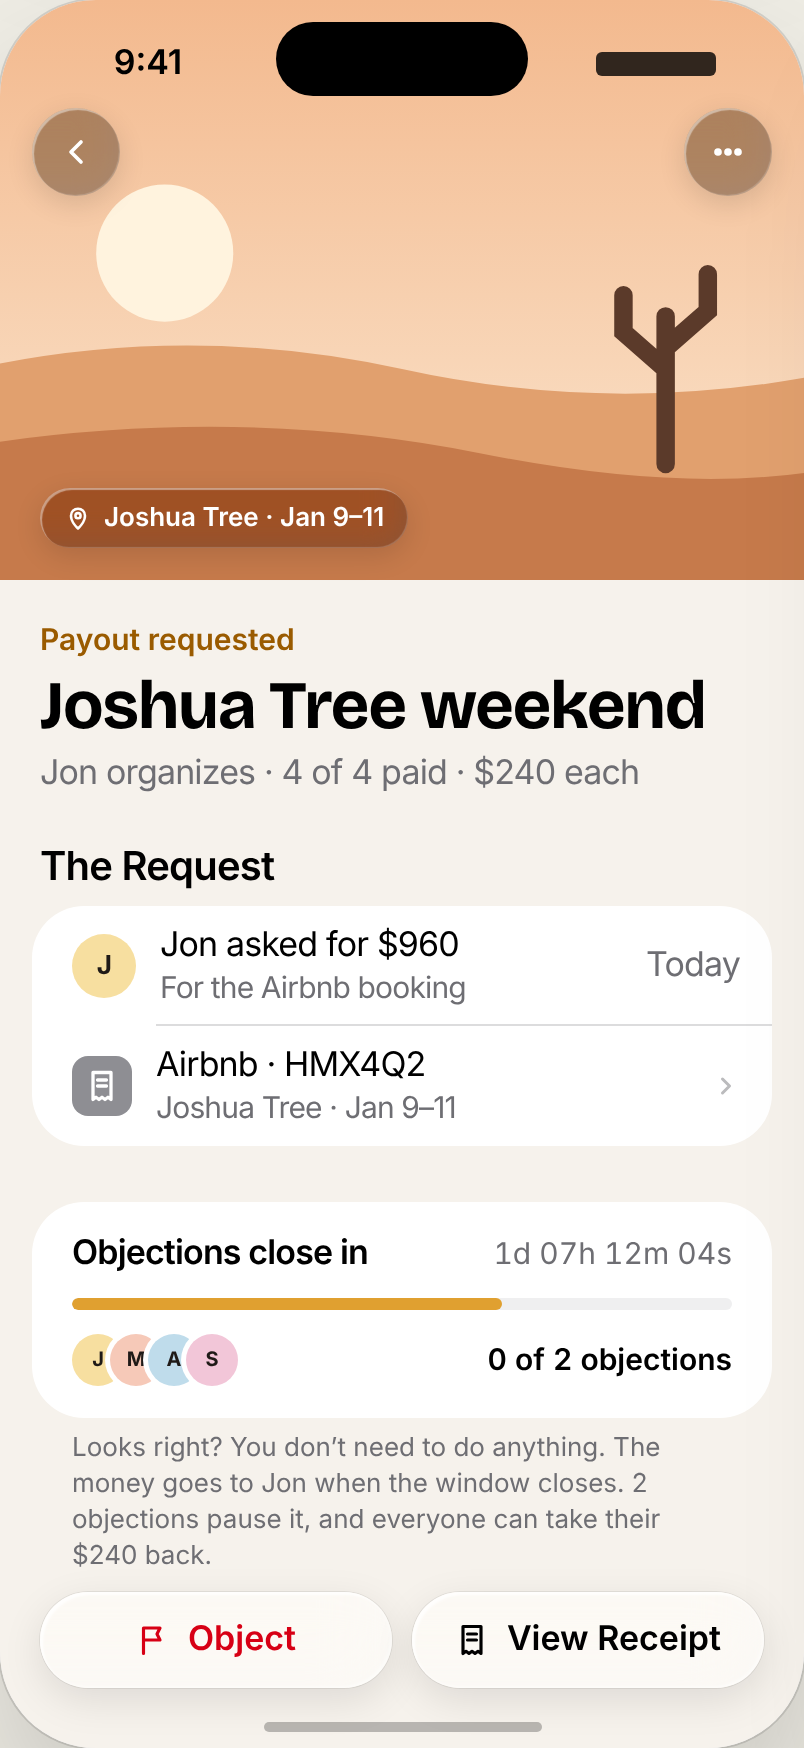 9:41
Joshua Tree · Jan 9–11
Payout requested
Joshua Tree weekend
Jon organizes · 4 of 4 paid · $240 each
The Request
J
Jon asked for $960
For the Airbnb booking
Today
Airbnb · HMX4Q2
Joshua Tree · Jan 9–11
Objections close in
1d 07h 12m 04s
J M A S
0 of 2 objections
Looks right? You don’t need to do anything. The
money goes to Jon when the window closes. 2
objections pause it, and everyone can take their
$240 back.
Object
View Receipt